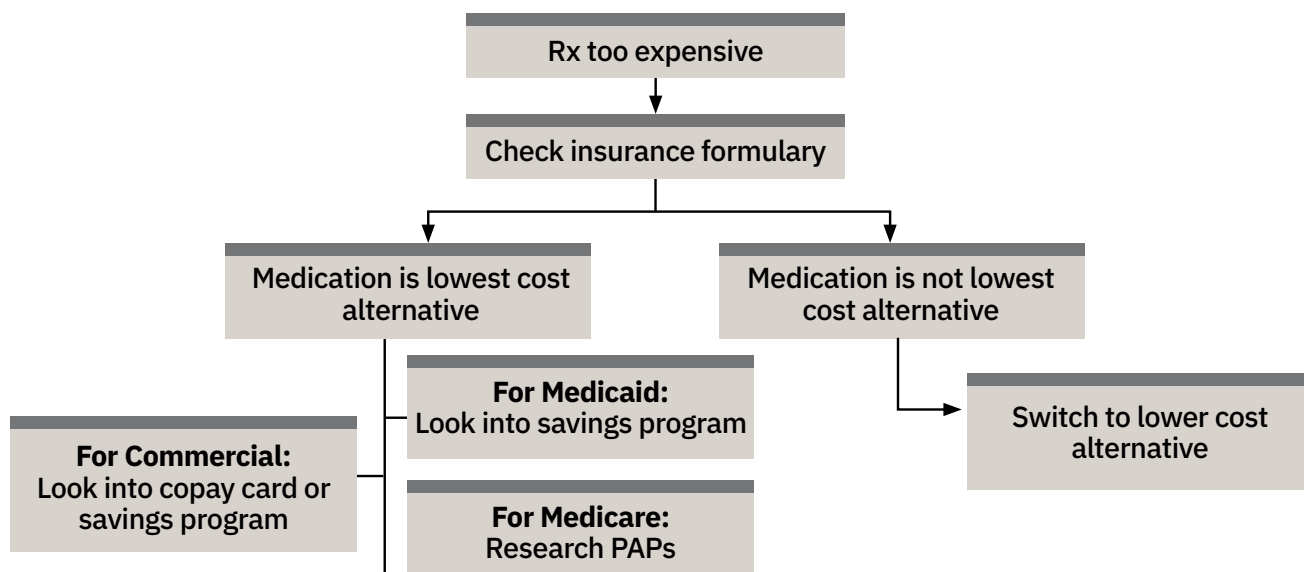 Rx too expensive
Check insurance formulary
Medication is lowest cost
alternative
Medication is not lowest
cost alternative
For Medicaid:
Look into savings program
Switch to lower cost
alternative
For Commercial:
Look into copay card or
savings program
For Medicare:
Research PAPs